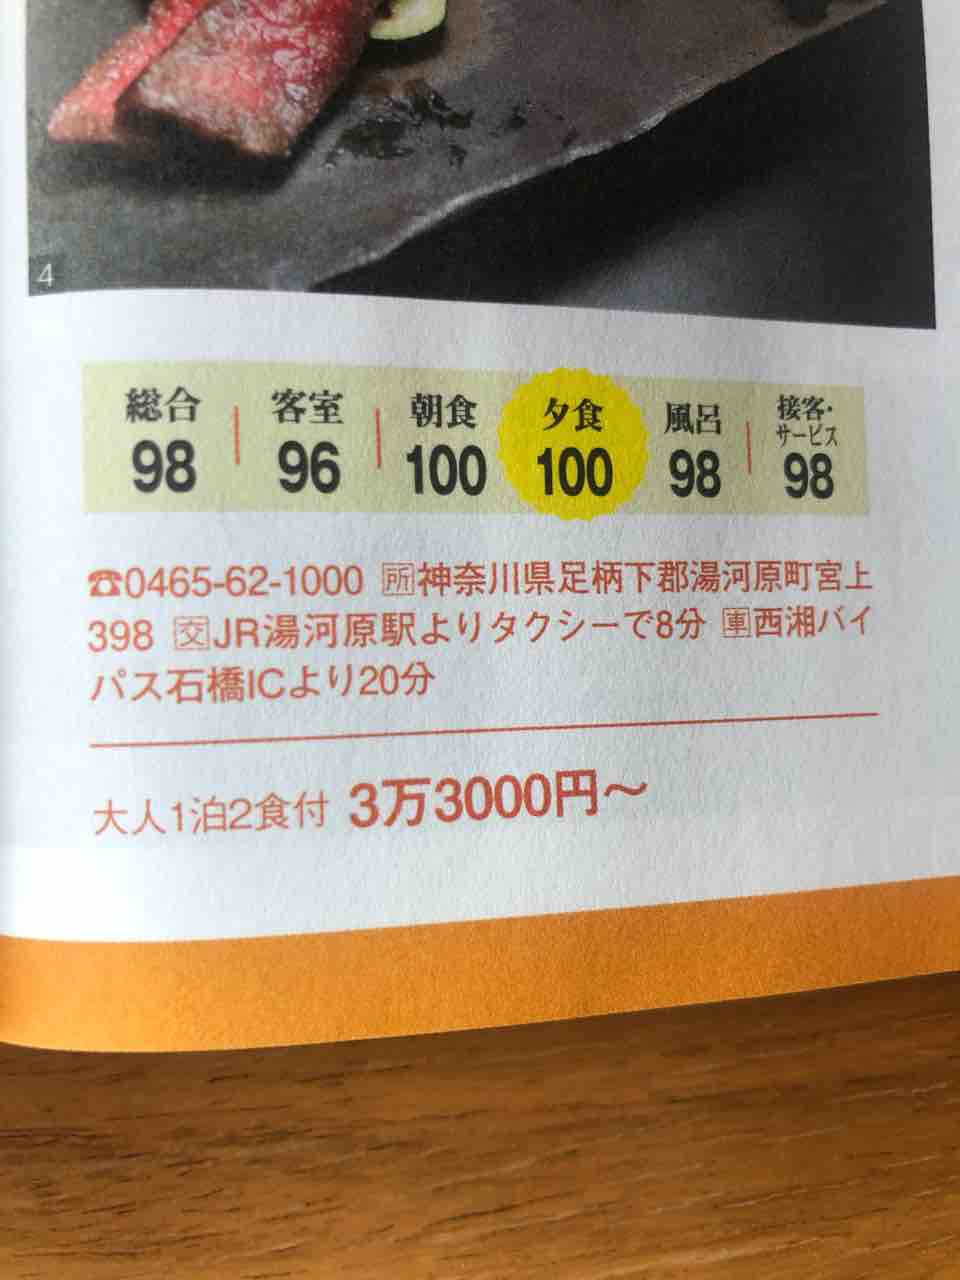 4
総合 客室 朝食 夕食 風呂 接客・サービス
98 96 100 100 98 98
☎0465-62-1000 所神奈川県足柄下郡湯河原町宮上
398 交JR湯河原駅よりタクシーで8分 車西湘バイ
パス石橋ICより20分
大人1泊2食付 3万3000円〜